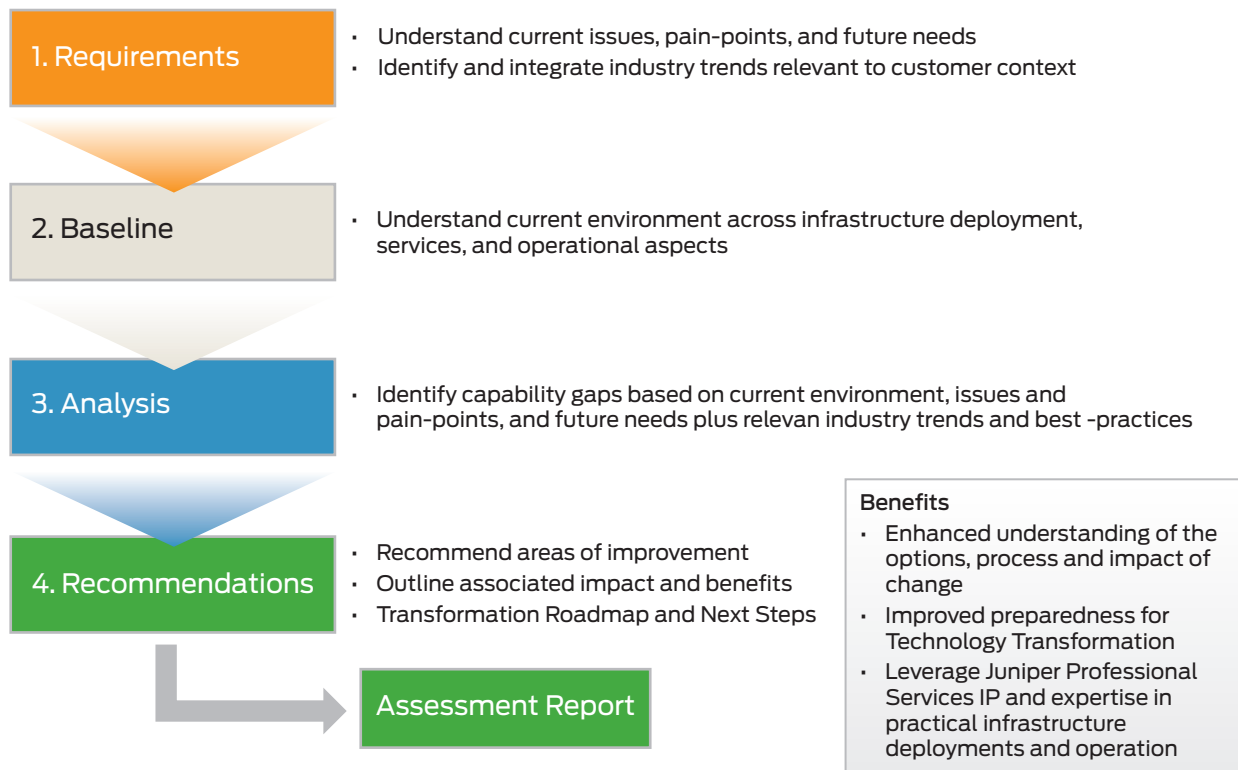 1. Requirements
· Understand current issues, pain-points, and future needs
· Identify and integrate industry trends relevant to customer context
2. Baseline
· Understand current environment across infrastructure deployment,
services, and operational aspects
3. Analysis
· Identify capability gaps based on current environment, issues and
pain-points, and future needs plus relevan industry trends and best -practices
4. Recommendations
· Recommend areas of improvement
· Outline associated impact and benefits
· Transformation Roadmap and Next Steps
Assessment Report
Benefits
· Enhanced understanding of the
options, process and impact of
change
· Improved preparedness for
Technology Transformation
· Leverage Juniper Professional
Services IP and expertise in
practical infrastructure
deployments and operation